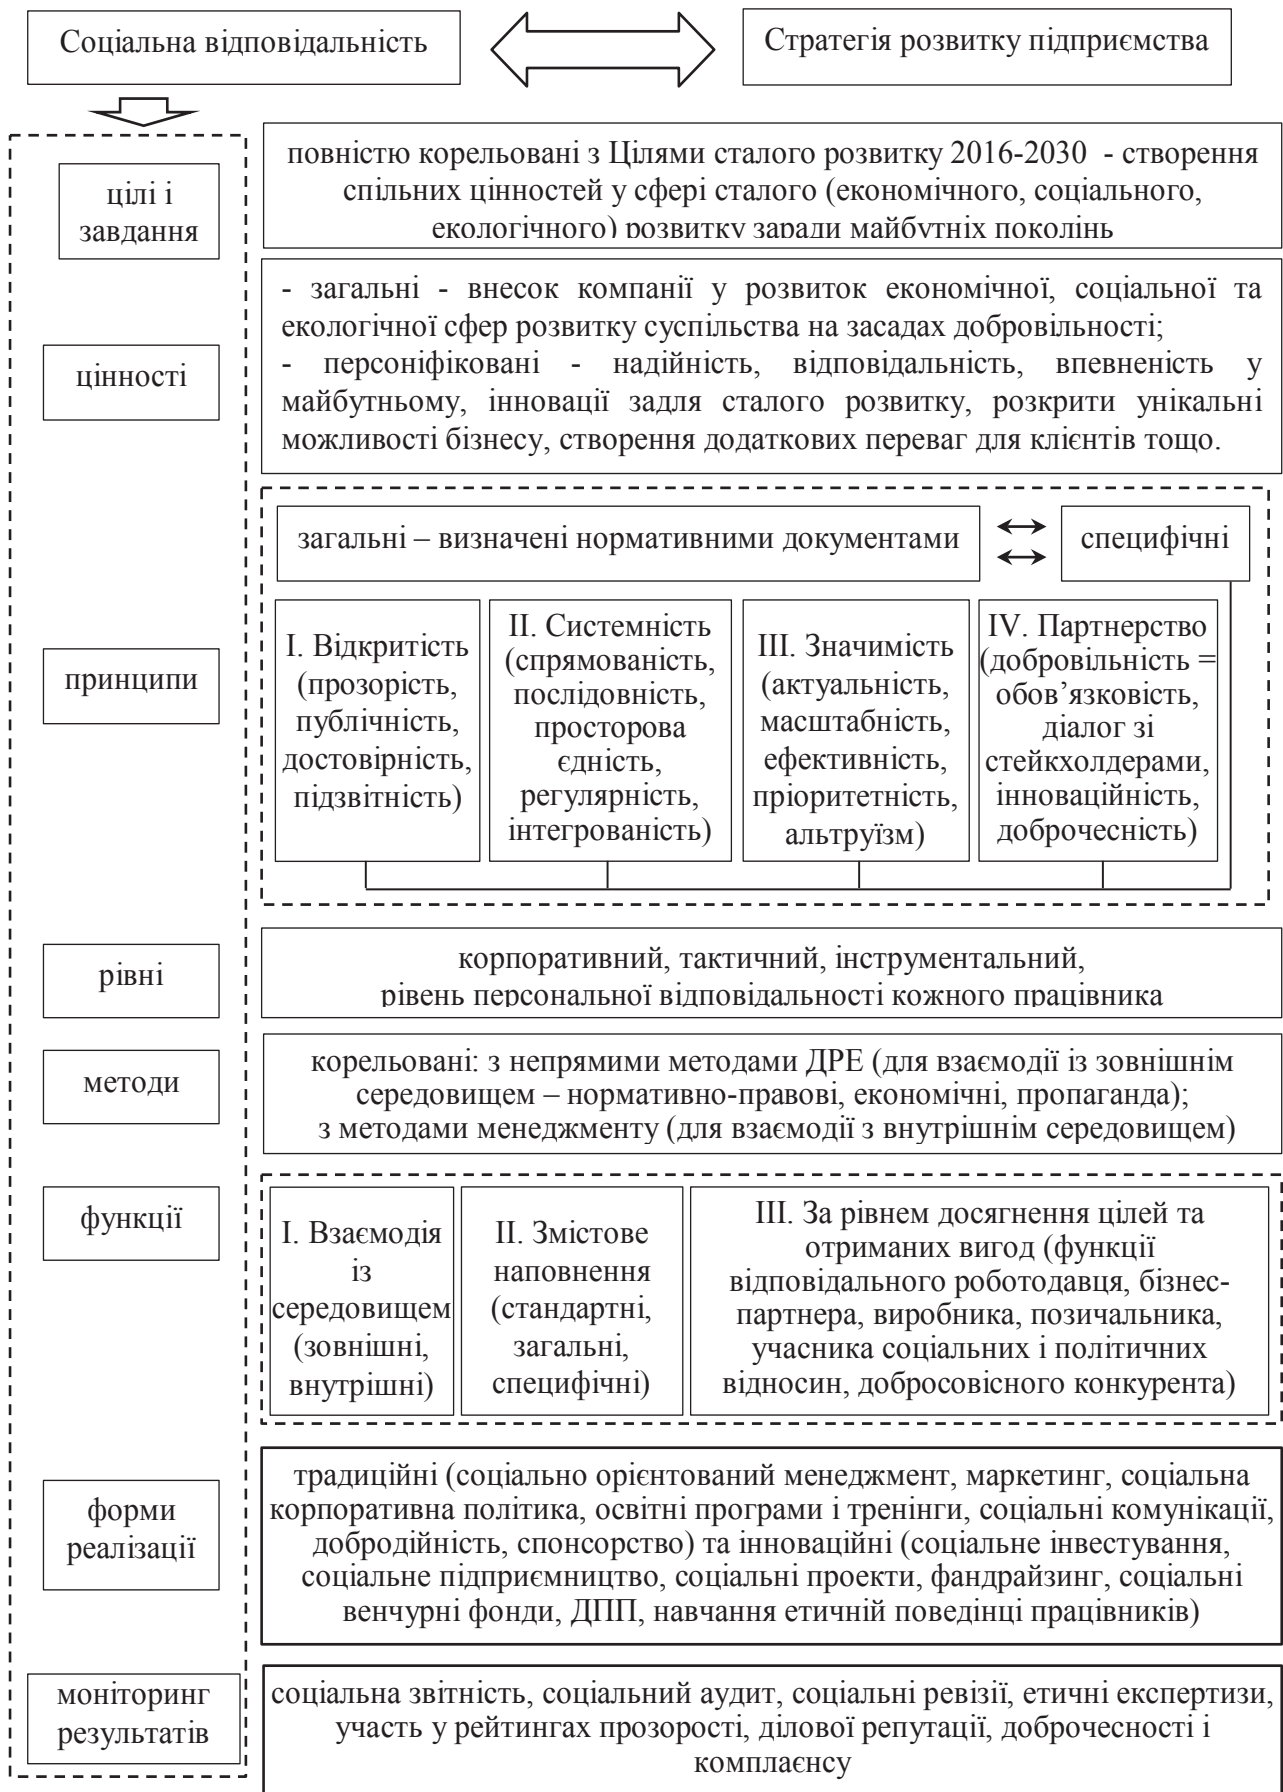 Соціальна відповідальність
Стратегія розвитку підприємства
цілі і
завдання
повністю корельовані з Цілями сталого розвитку 2016-2030 - створення
спільних цінностей у сфері сталого (економічного, соціального,
екологічного) розвитку заради майбутніх поколінь
цінності
- загальні - внесок компанії у розвиток економічної, соціальної та
екологічної сфер розвитку суспільства на засадах добровільності;
- персоніфіковані - надійність, відповідальність, впевненість у
майбутньому, інновації задля сталого розвитку, розкрити унікальні
можливості бізнесу, створення додаткових переваг для клієнтів тощо.
принципи
загальні – визначені нормативними документами
специфічні
I. Відкритість
(прозорість,
публічність,
достовірність,
підзвітність)
II. Системність
(спрямованість,
послідовність,
просторова
єдність,
регулярність,
інтегрованість)
III. Значимість
(актуальність,
масштабність,
ефективність,
пріоритетність,
альтруїзм)
IV. Партнерство
(добровільність =
обов’язковість,
діалог зі
стейкхолдерами,
інноваційність,
доброчесність)
рівні
корпоративний, тактичний, інструментальний,
рівень персональної відповідальності кожного працівника
методи
корельовані: з непрямими методами ДРЕ (для взаємодії із зовнішнім
середовищем – нормативно-правові, економічні, пропаганда);
з методами менеджменту (для взаємодії з внутрішнім середовищем)
функції
I. Взаємодія
із
середовищем
(зовнішні,
внутрішні)
II. Змістове
наповнення
(стандартні,
загальні,
специфічні)
III. За рівнем досягнення цілей та
отриманих вигод (функції
відповідального роботодавця, бізнес-
партнера, виробника, позичальника,
учасника соціальних і політичних
відносин, добросовісного конкурента)
форми
реалізації
традиційні (соціально орієнтований менеджмент, маркетинг, соціальна
корпоративна політика, освітні програми і тренінги, соціальні комунікації,
добродійність, спонсорство) та інноваційні (соціальне інвестування,
соціальне підприємництво, соціальні проекти, фандрайзинг, соціальні
венчурні фонди, ДПП, навчання етичній поведінці працівників)
моніторинг
результатів
соціальна звітність, соціальний аудит, соціальні ревізії, етичні експертизи,
участь у рейтингах прозорості, ділової репутації, доброчесності і
комплаєнсу